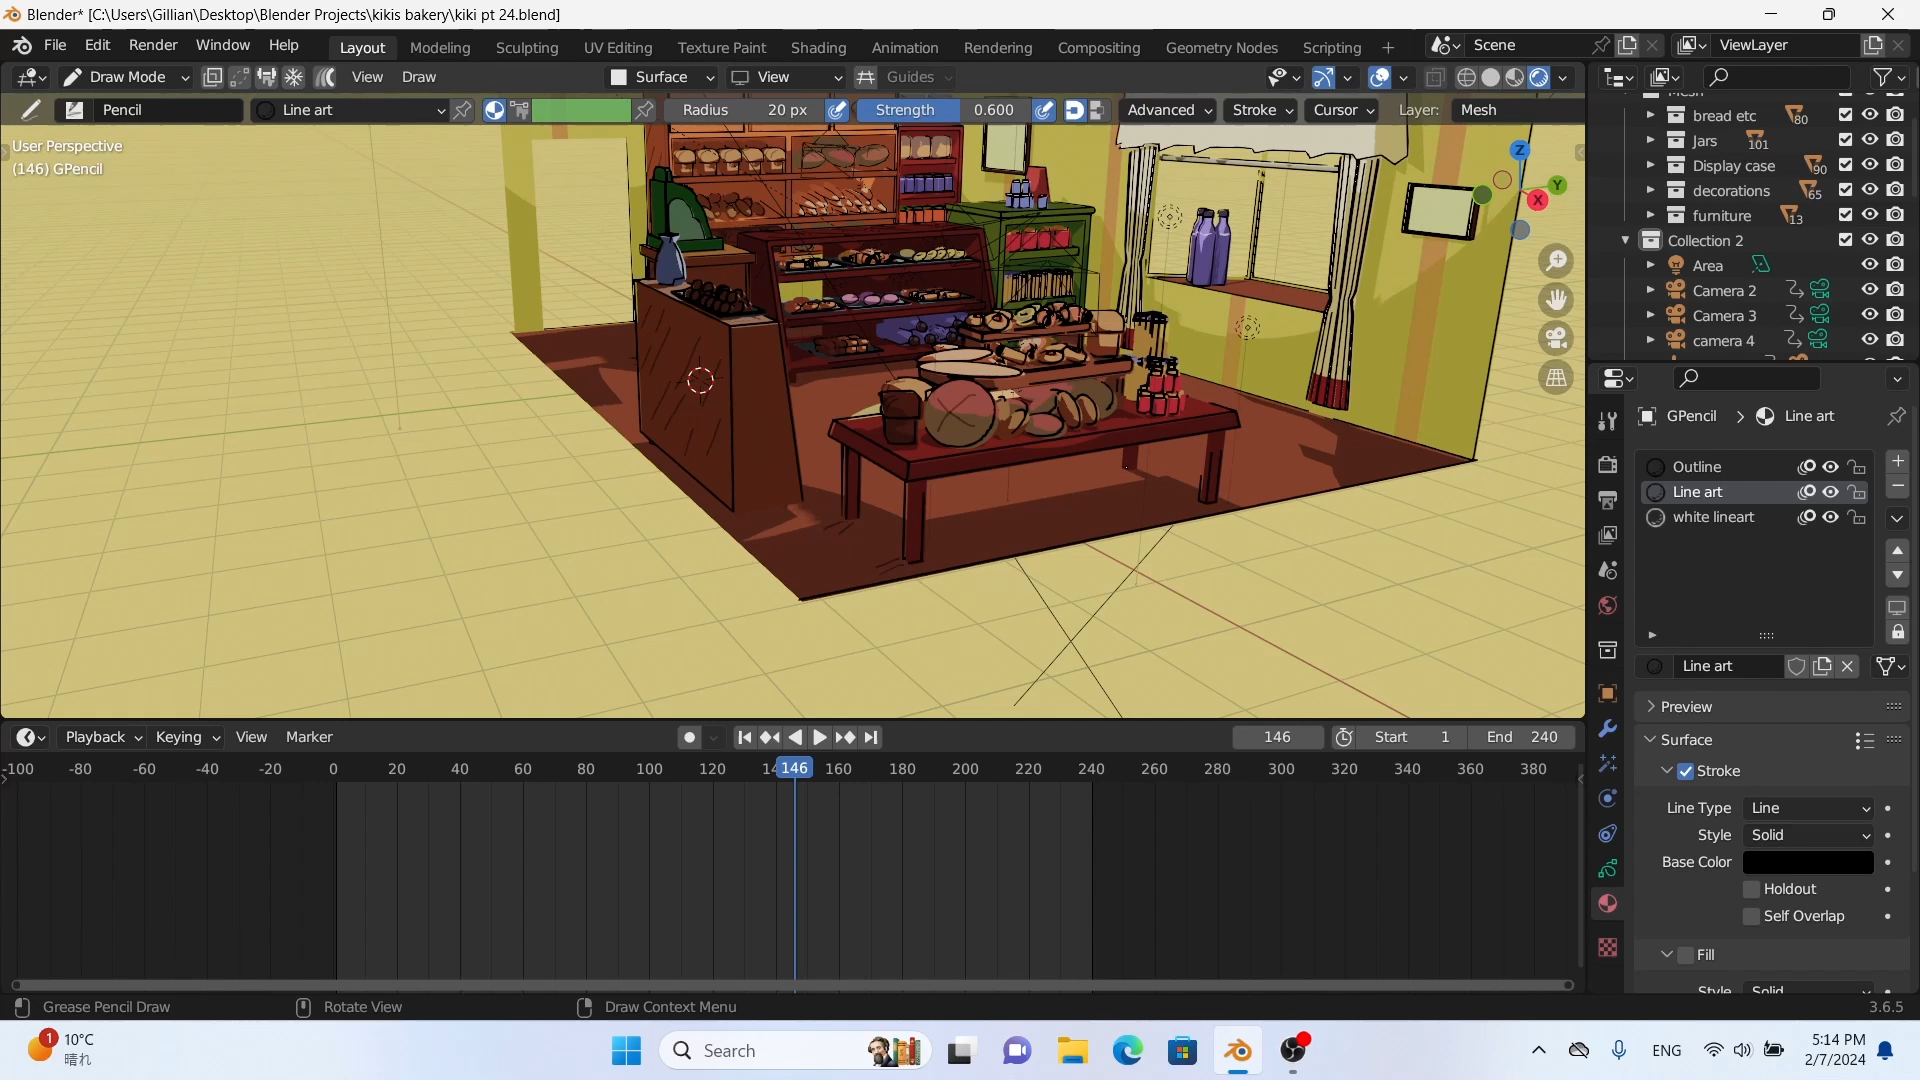 Blender* [C:\Users\Gillian\Desktop\Blender Projects\kikis bakery\kiki pt 24.blend]
File Edit Render Window Help Layout Modeling Sculpting UV Editing Texture Paint Shading Animation Rendering Compositing Geometry Nodes Scripting + Scene ViewLayer
Draw Mode View Draw Surface View Guides
Pencil Line art Radius 20 px Strength 0.600 Advanced Stroke Cursor Layer: Mesh
User Perspective
(146) GPencil
Z
Y
X
bread etc 80
Jars 101
Display case 90
decorations 65
furniture 13
Collection 2
Area
Camera 2
Camera 3
camera 4
GPencil > Line art
Outline
Line art
white lineart
Line art
Preview
Surface
Stroke
Line Type Line
Style Solid
Base Color
Holdout
Self Overlap
Fill
Style Solid
Playback Keying View Marker 146 Start 1 End 240
-100 -80 -60 -40 -20 0 20 40 60 80 100 120 146 160 180 200 220 240 260 280 300 320 340 360 380
Grease Pencil Draw Rotate View Draw Context Menu 3.6.5
1 10°C
晴れ
Search
ENG
5:14 PM
2/7/2024